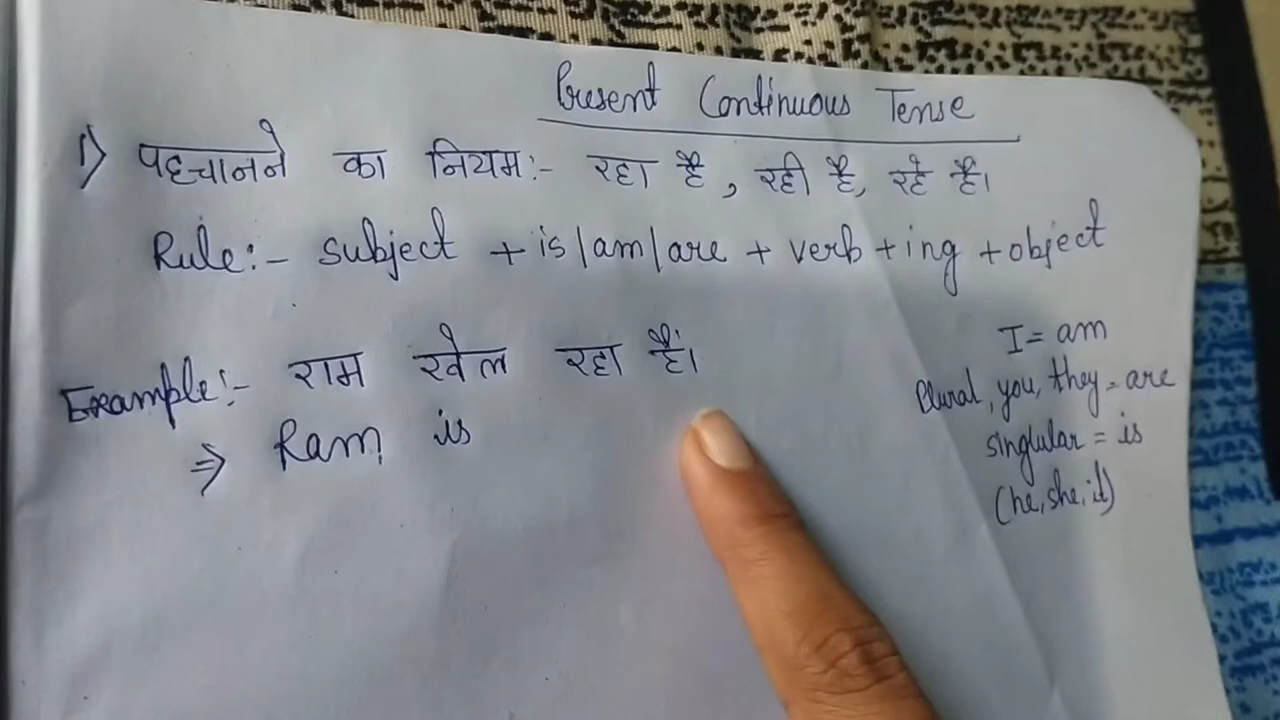 Present Continuous Tense
1) पहचानने का नियम:- रहा है, रही है, रहे है।
Rule:- subject + is/am/are + verb + ing + object
Example:- राम खेल रहा हैं।
⇒ Ram is
I = am
Plural, you, they = are
singlular = is
(he, she, it)